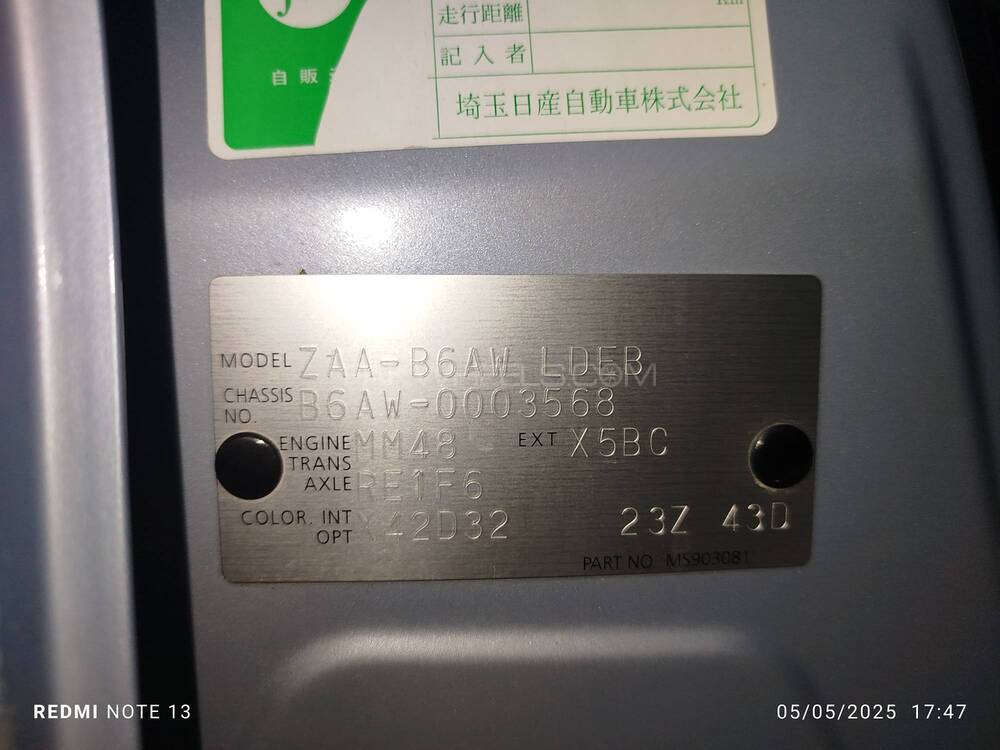 走行距離 Km
記入者
自販
埼玉日産自動車株式会社
MODEL ZAA-B6AW LDEB
CHASSIS NO. B6AW-0003568
ENGINE MM48 EXT X5BC
TRANS AXLE RE1F6
COLOR. INT OPT X42D32 23Z 43D
PART NO. MS903081
REDMI NOTE 13
05/05/2025 17:47